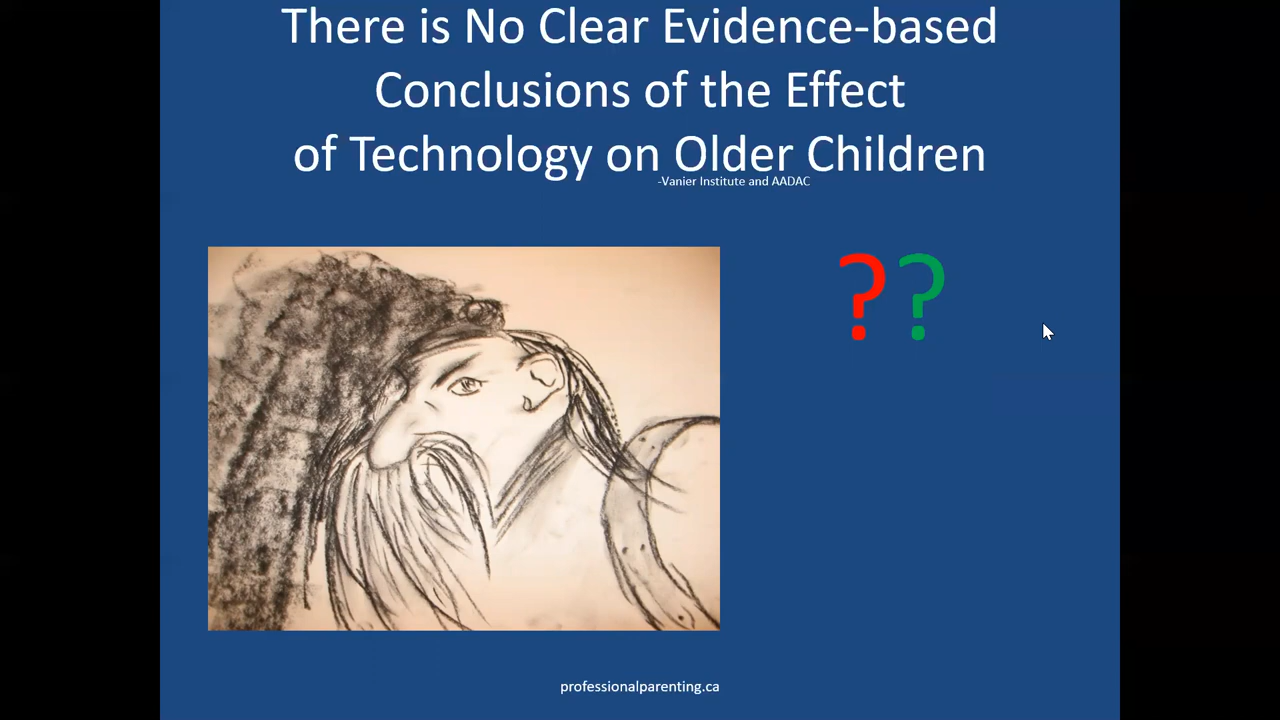 There is No Clear Evidence-based
Conclusions of the Effect
of Technology on Older Children
-Vanier Institute and AADAC
??
professionalparenting.ca